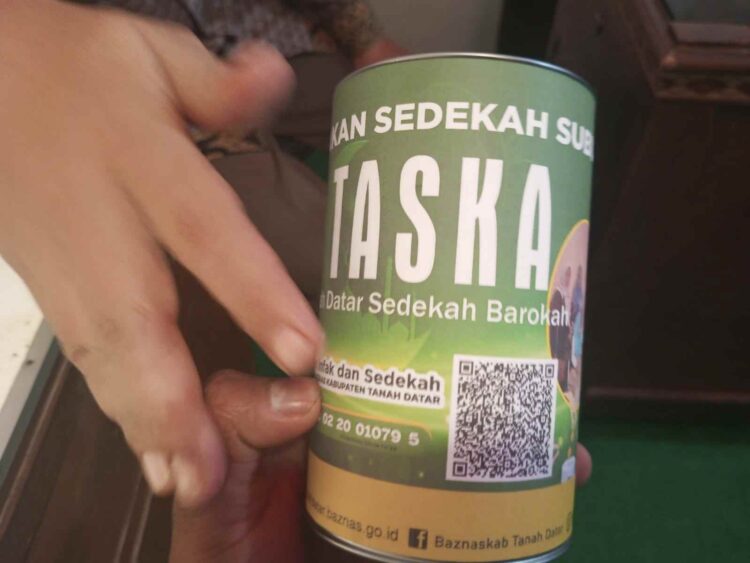 KAN SEDEKAH SUB
TASKA
Datar Sedekah Barokah
dan Sedekah
KABUPATEN TANAH DATAR
02 20 01079 5
.baznas.go.id Baznaskab Tanah Datar